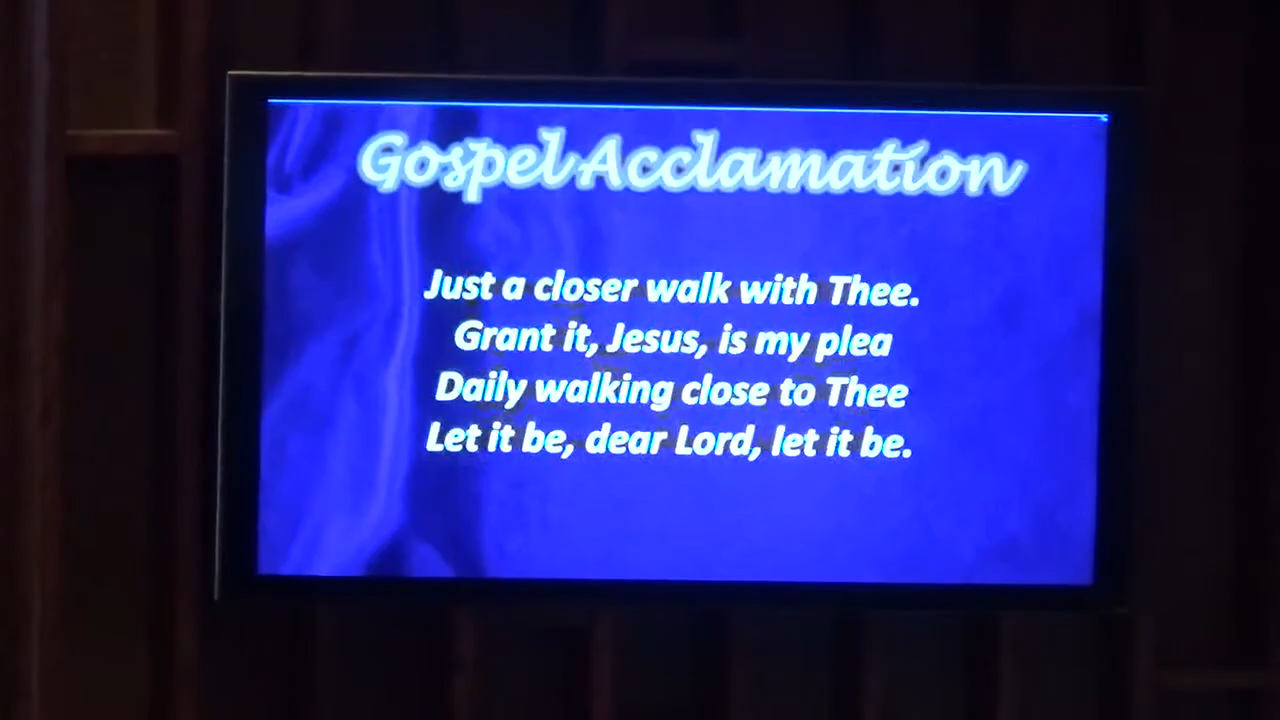 Gospel Acclamation
Just a closer walk with Thee.
Grant it, Jesus, is my plea
Daily walking close to Thee
Let it be, dear Lord, let it be.